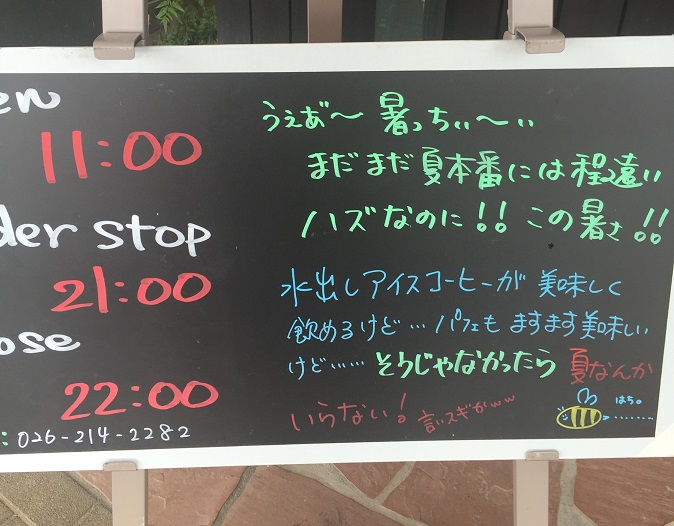 en
11:00
der stop
21:00
ose
22:00
: 026-214-2282
うぇあ゛〜 暑っちぃ〜ぃ
まだまだ夏本番には程遠い
ハズなのに!! この暑さ!!
水出しアイスコーヒーが 美味しく
飲めるけど… パフェも ますます美味しい
けど…… そうじゃなかったら 夏なんか
いらない! 言いスギかww
はち。